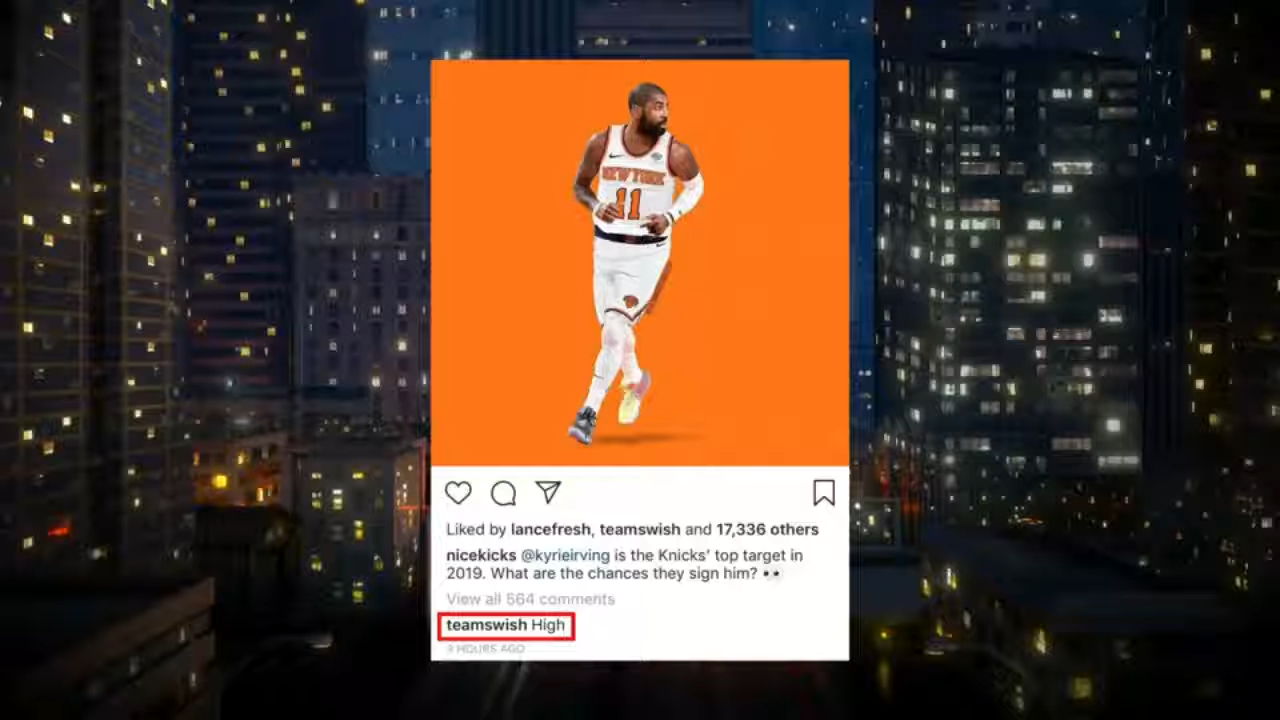 NEW YORK
11
Liked by lancefresh, teamswish and 17,336 others
nicekicks @kyrieirving is the Knicks' top target in
2019. What are the chances they sign him? 👀
View all 564 comments
teamswish High
3 HOURS AGO